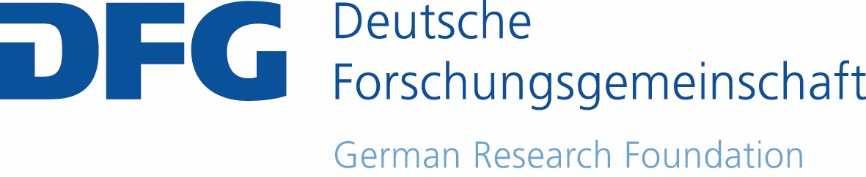 DFG
Deutsche
Forschungsgemeinschaft
German Research Foundation